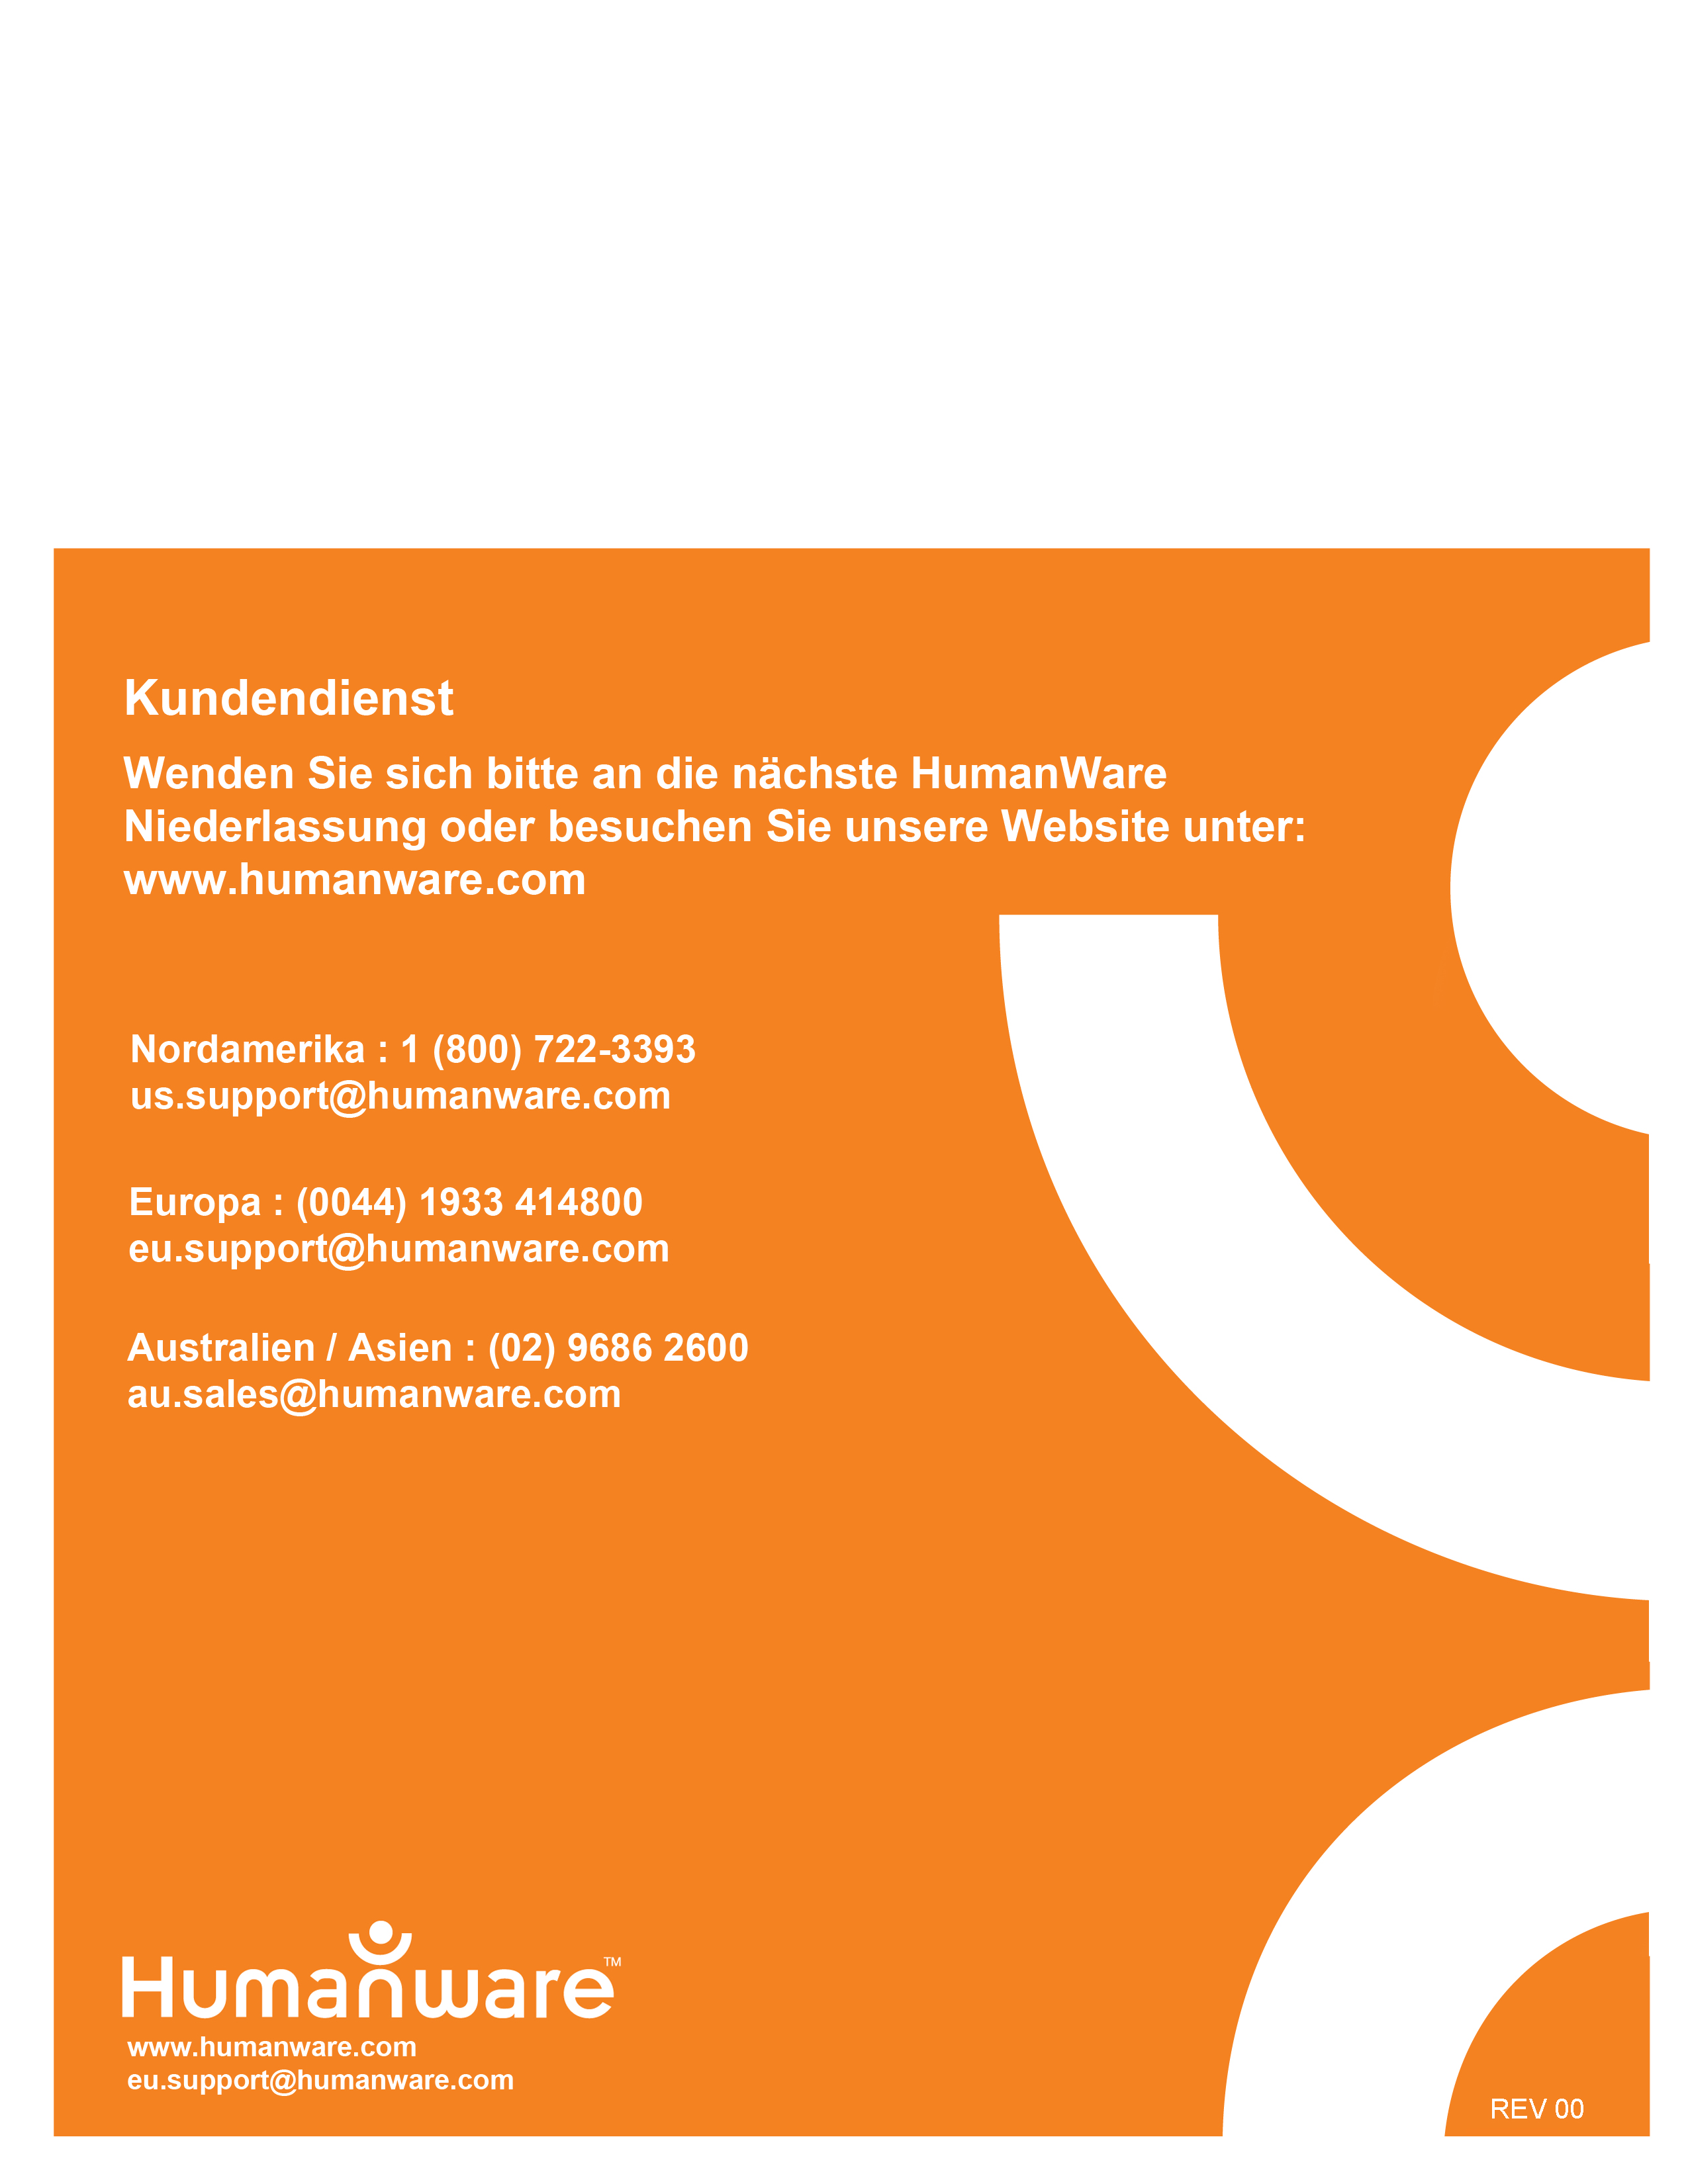 Kundendienst
Wenden Sie sich bitte an die nächste HumanWare
Niederlassung oder besuchen Sie unsere Website unter:
www.humanware.com
Nordamerika : 1 (800) 722-3393
us.support@humanware.com
Europa : (0044) 1933 414800
eu.support@humanware.com
Australien / Asien : (02) 9686 2600
au.sales@humanware.com
Humanware™
www.humanware.com
eu.support@humanware.com
REV 00